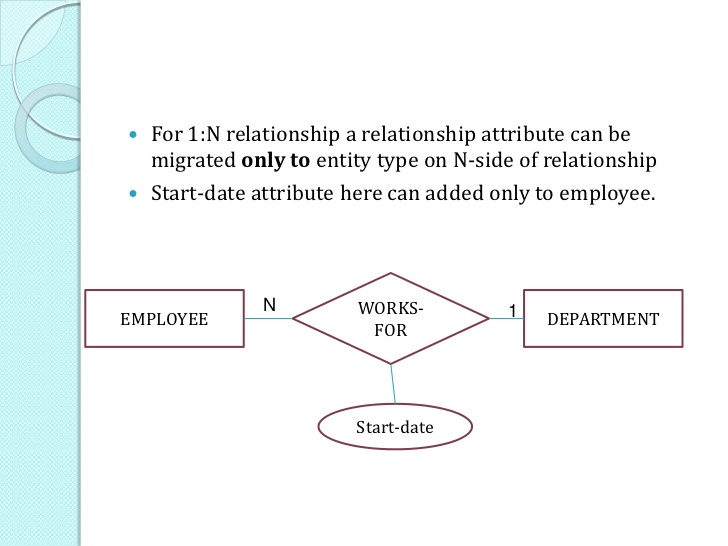 • For 1:N relationship a relationship attribute can be
migrated only to entity type on N-side of relationship
• Start-date attribute here can added only to employee.
EMPLOYEE
N
WORKS-
FOR
1
DEPARTMENT
Start-date